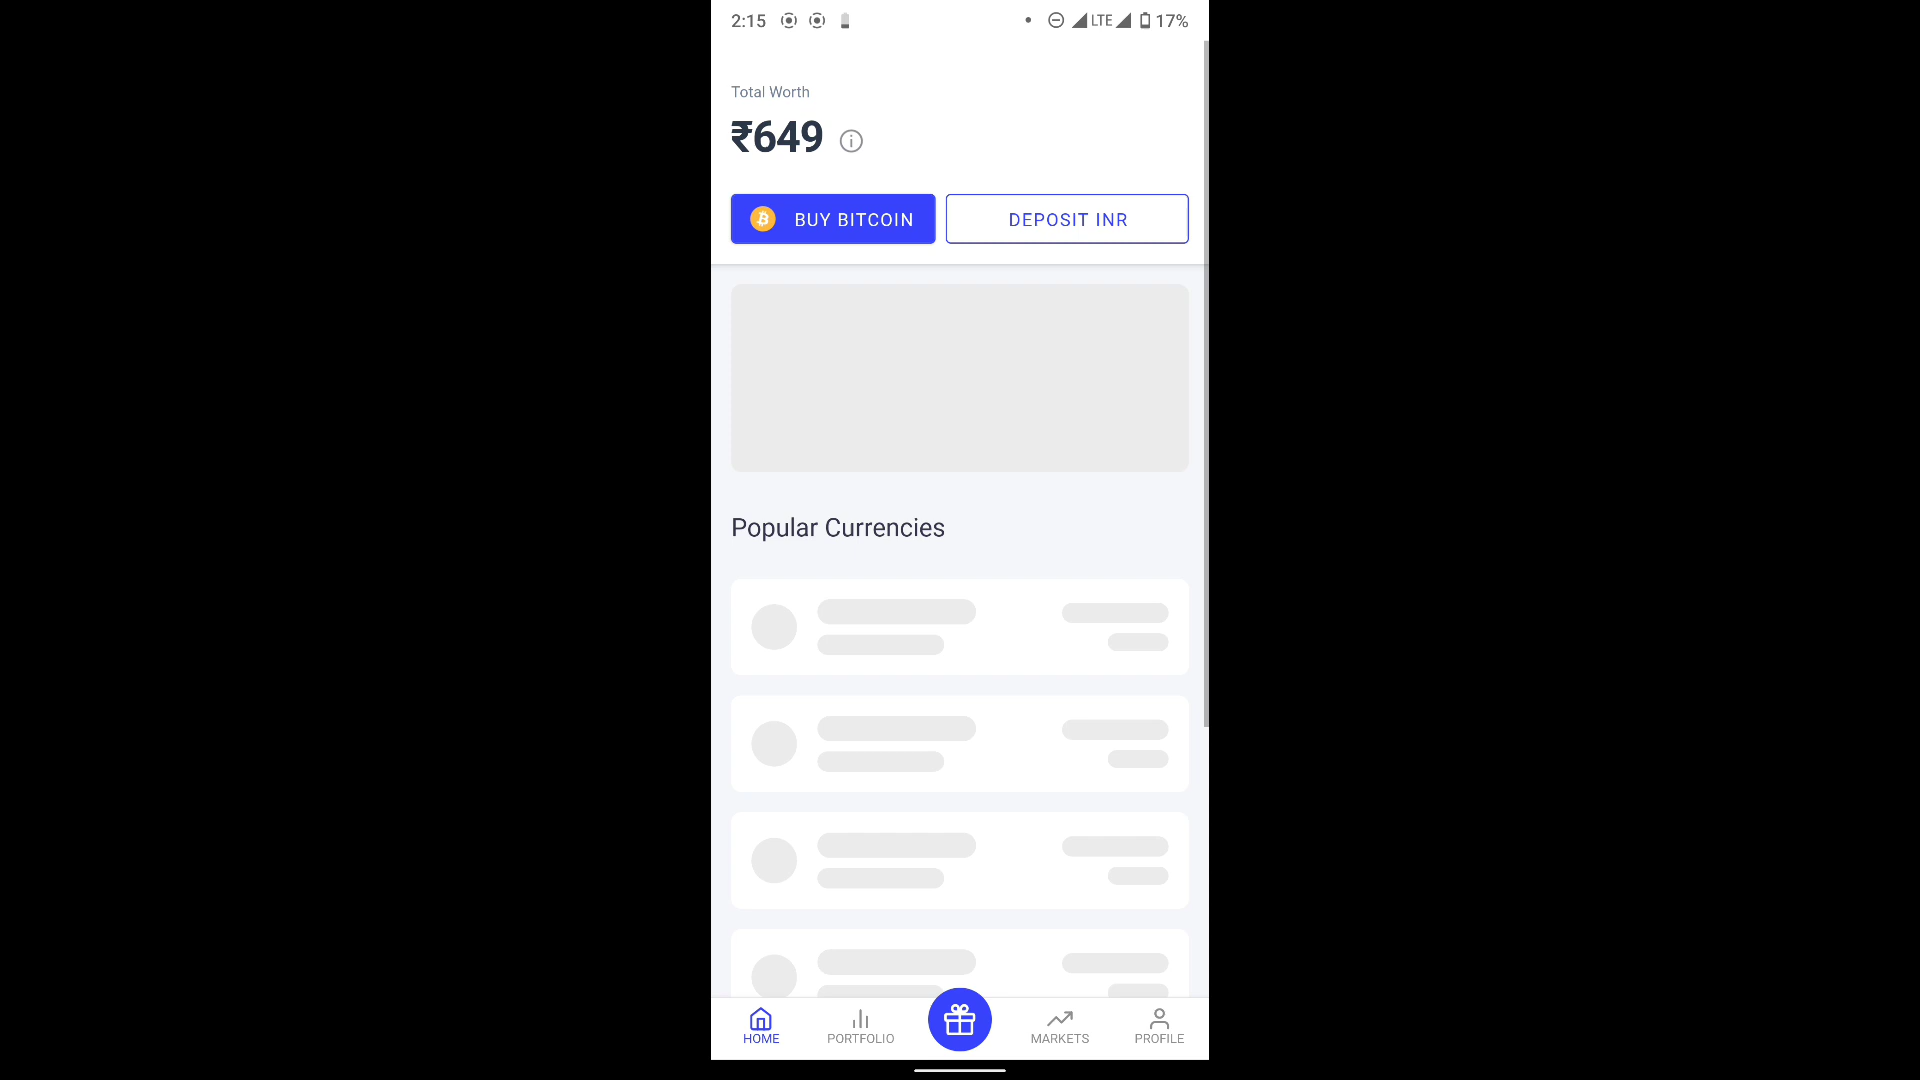 2:15 LTE 17%
Total Worth
₹649
BUY BITCOIN DEPOSIT INR
Popular Currencies
HOME PORTFOLIO MARKETS PROFILE